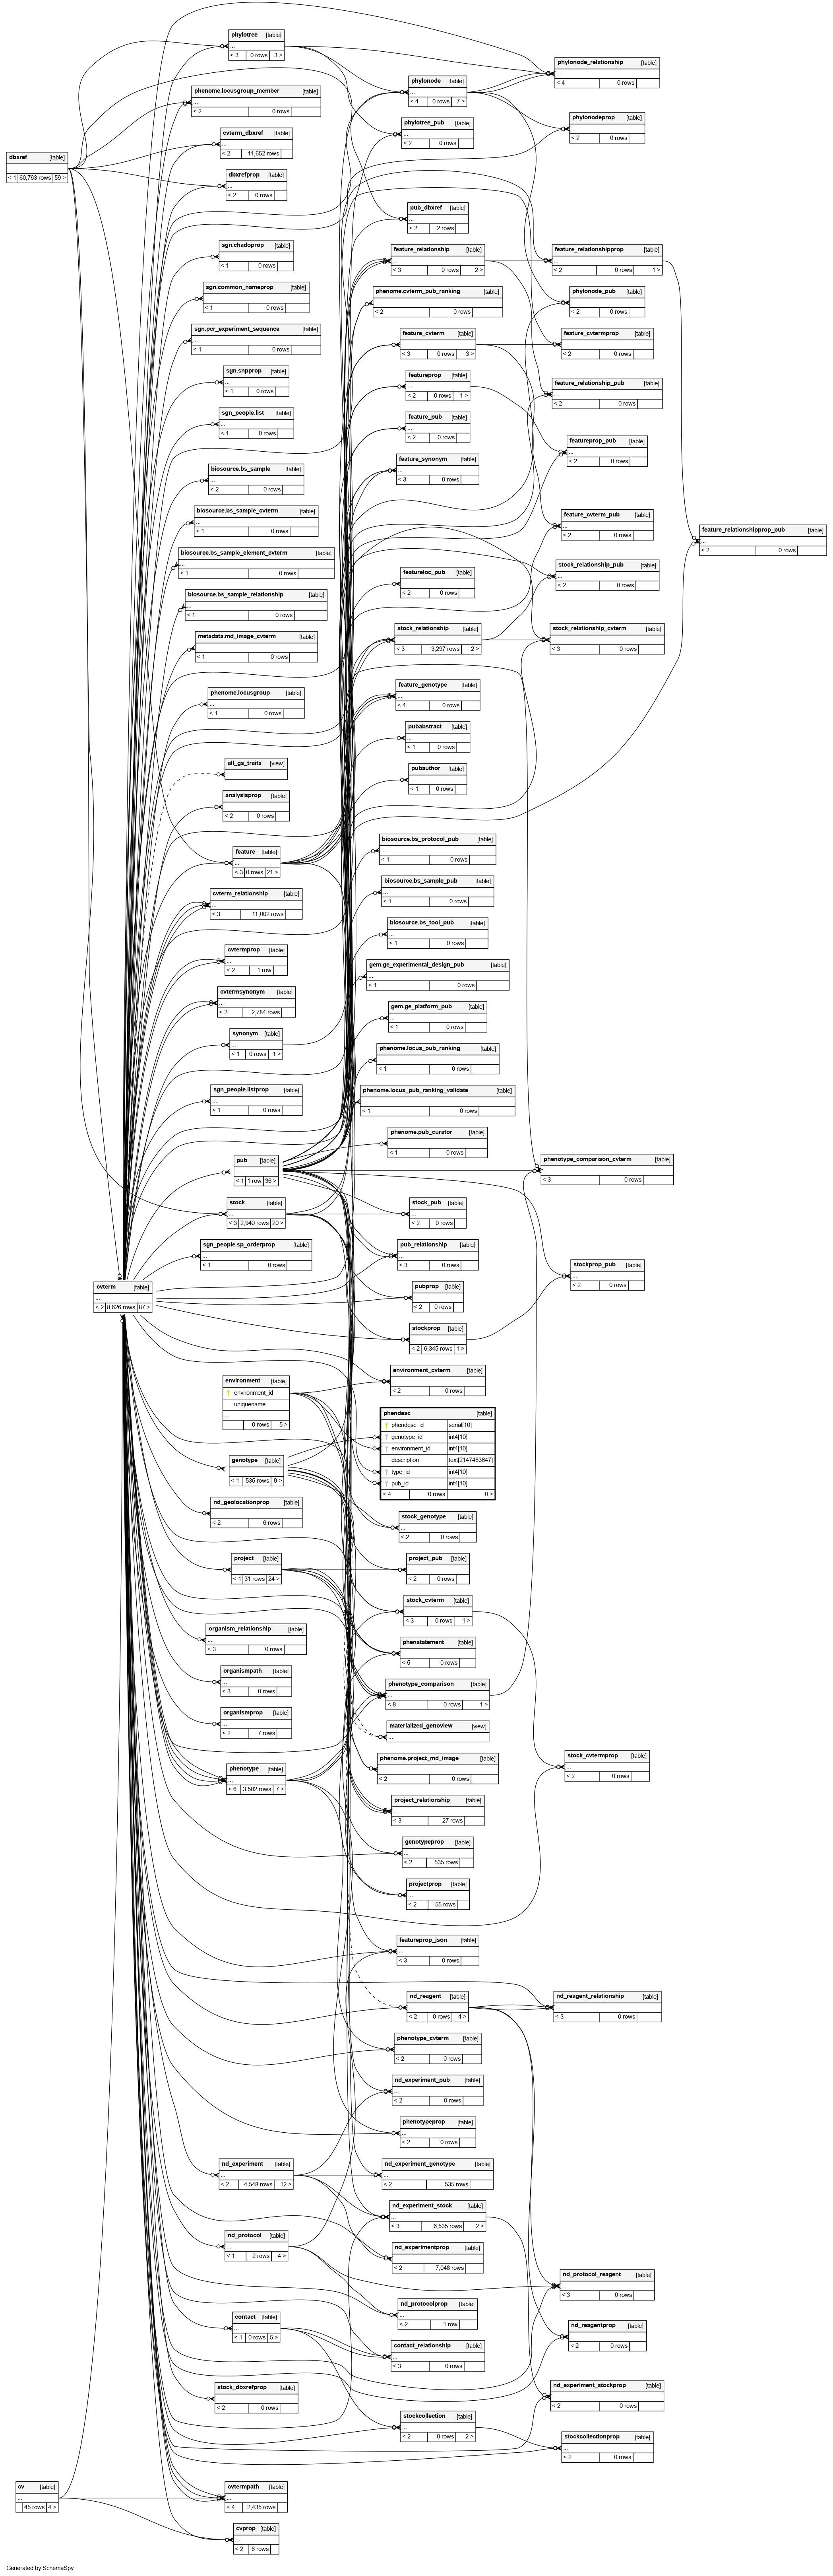 phylotree [table]
...
< 3 0 rows 3 >
phylonode_relationship [table]
...
< 4 0 rows
phylonode [table]
...
< 4 0 rows 7 >
phenome.locusgroup_member [table]
...
< 2 0 rows
phylonodeprop [table]
...
< 2 0 rows
phylotree_pub [table]
...
< 2 0 rows
cvterm_dbxref [table]
...
< 2 11,652 rows
dbxref [table]
...
< 1 60,763 rows 59 >
dbxrefprop [table]
...
< 2 0 rows
pub_dbxref [table]
...
< 2 2 rows
sgn.chadoprop [table]
...
< 1 0 rows
feature_relationship [table]
...
< 3 0 rows 2 >
feature_relationshipprop [table]
...
< 2 0 rows 1 >
sgn.common_nameprop [table]
...
< 1 0 rows
phenome.cvterm_pub_ranking [table]
...
< 2 0 rows
phylonode_pub [table]
...
< 2 0 rows
sgn.pcr_experiment_sequence [table]
...
< 1 0 rows
feature_cvterm [table]
...
< 3 0 rows 3 >
feature_cvtermprop [table]
...
< 2 0 rows
sgn.snpprop [table]
...
< 1 0 rows
featureprop [table]
...
< 2 0 rows 1 >
feature_relationship_pub [table]
...
< 2 0 rows
sgn_people.list [table]
...
< 1 0 rows
feature_pub [table]
...
< 2 0 rows
featureprop_pub [table]
...
< 2 0 rows
biosource.bs_sample [table]
...
< 2 0 rows
feature_synonym [table]
...
< 3 0 rows
biosource.bs_sample_cvterm [table]
...
< 1 0 rows
feature_cvterm_pub [table]
...
< 2 0 rows
feature_relationshipprop_pub [table]
...
< 2 0 rows
biosource.bs_sample_element_cvterm [table]
...
< 1 0 rows
featureloc_pub [table]
...
< 2 0 rows
stock_relationship_pub [table]
...
< 2 0 rows
biosource.bs_sample_relationship [table]
...
< 1 0 rows
metadata.md_image_cvterm [table]
...
< 1 0 rows
stock_relationship [table]
...
< 3 3,297 rows 2 >
stock_relationship_cvterm [table]
...
< 3 0 rows
phenome.locusgroup [table]
...
< 1 0 rows
feature_genotype [table]
...
< 4 0 rows
pubabstract [table]
...
< 1 0 rows
all_gs_traits [view]
...
pubauthor [table]
...
< 1 0 rows
analysisprop [table]
...
< 2 0 rows
feature [table]
...
< 3 0 rows 21 >
biosource.bs_protocol_pub [table]
...
< 1 0 rows
cvterm_relationship [table]
...
< 3 11,002 rows
biosource.bs_sample_pub [table]
...
< 1 0 rows
biosource.bs_tool_pub [table]
...
< 1 0 rows
cvtermprop [table]
...
< 2 1 row
gem.ge_experimental_design_pub [table]
...
< 1 0 rows
cvtermsynonym [table]
...
< 2 2,784 rows
gem.ge_platform_pub [table]
...
< 1 0 rows
synonym [table]
...
< 1 0 rows 1 >
phenome.locus_pub_ranking [table]
...
< 1 0 rows
sgn_people.listprop [table]
...
< 1 0 rows
phenome.locus_pub_ranking_validate [table]
...
< 1 0 rows
phenome.pub_curator [table]
...
< 1 0 rows
pub [table]
...
< 1 1 row 36 >
phenotype_comparison_cvterm [table]
...
< 3 0 rows
stock [table]
...
< 3 2,940 rows 20 >
stock_pub [table]
...
< 2 0 rows
sgn_people.sp_orderprop [table]
...
< 1 0 rows
pub_relationship [table]
...
< 3 0 rows
stockprop_pub [table]
...
< 2 0 rows
cvterm [table]
...
< 2 8,626 rows 87 >
pubprop [table]
...
< 2 0 rows
stockprop [table]
...
< 2 6,345 rows 1 >
environment [table]
environment_id
uniquename
...
0 rows 5 >
environment_cvterm [table]
...
< 2 0 rows
phendesc [table]
phendesc_id serial[10]
genotype_id int4[10]
environment_id int4[10]
description text[2147483647]
type_id int4[10]
pub_id int4[10]
< 4 0 rows 0 >
genotype [table]
...
< 1 535 rows 9 >
nd_geolocationprop [table]
...
< 2 6 rows
stock_genotype [table]
...
< 2 0 rows
project [table]
...
< 1 31 rows 24 >
project_pub [table]
...
< 2 0 rows
stock_cvterm [table]
...
< 3 0 rows 1 >
organism_relationship [table]
...
< 3 0 rows
phenstatement [table]
...
< 5 0 rows
organismpath [table]
...
< 3 0 rows
phenotype_comparison [table]
...
< 8 0 rows 1 >
organismprop [table]
...
< 2 7 rows
materialized_genoview [view]
...
phenotype [table]
...
< 6 3,502 rows 7 >
phenome.project_md_image [table]
...
< 2 0 rows
stock_cvtermprop [table]
...
< 2 0 rows
project_relationship [table]
...
< 3 27 rows
genotypeprop [table]
...
< 2 535 rows
projectprop [table]
...
< 2 55 rows
featureprop_json [table]
...
< 3 0 rows
nd_reagent [table]
...
< 2 0 rows 4 >
nd_reagent_relationship [table]
...
< 3 0 rows
phenotype_cvterm [table]
...
< 2 0 rows
nd_experiment_pub [table]
...
< 2 0 rows
phenotypeprop [table]
...
< 2 0 rows
nd_experiment [table]
...
< 2 4,548 rows 12 >
nd_experiment_genotype [table]
...
< 2 535 rows
nd_experiment_stock [table]
...
< 3 6,535 rows 2 >
nd_protocol [table]
...
< 1 2 rows 4 >
nd_experimentprop [table]
...
< 2 7,048 rows
nd_protocol_reagent [table]
...
< 3 0 rows
nd_protocolprop [table]
...
< 2 1 row
contact [table]
...
< 1 0 rows 5 >
nd_reagentprop [table]
...
< 2 0 rows
contact_relationship [table]
...
< 3 0 rows
stock_dbxrefprop [table]
...
< 2 0 rows
nd_experiment_stockprop [table]
...
< 2 0 rows
stockcollection [table]
...
< 2 0 rows 2 >
stockcollectionprop [table]
...
< 2 0 rows
cv [table]
...
45 rows 4 >
cvtermpath [table]
...
< 4 2,435 rows
cvprop [table]
...
< 2 6 rows
Generated by SchemaSpy